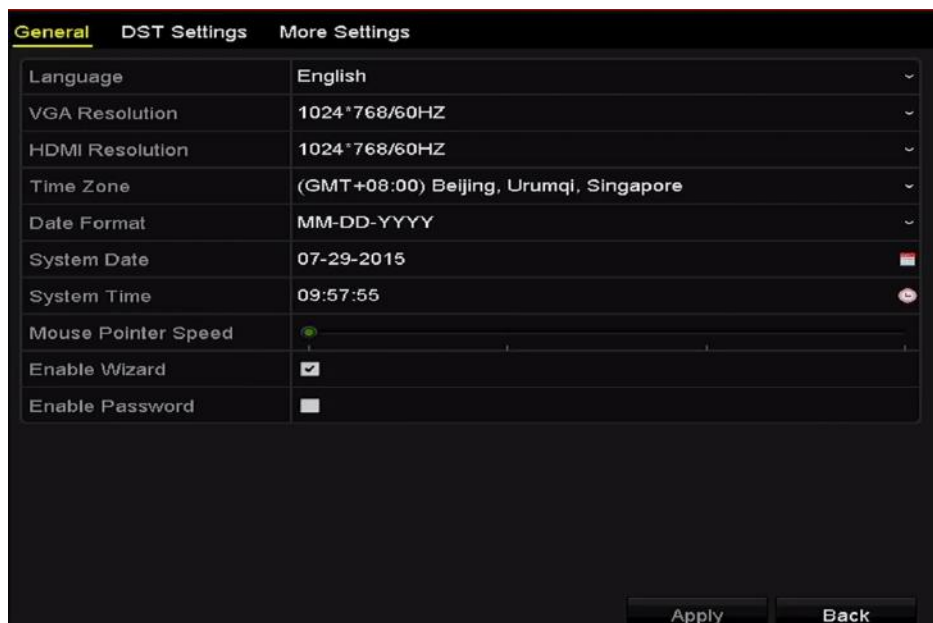 General DST Settings More Settings
Language English
VGA Resolution 1024*768/60HZ
HDMI Resolution 1024*768/60HZ
Time Zone (GMT+08:00) Beijing, Urumqi, Singapore
Date Format MM-DD-YYYY
System Date 07-29-2015
System Time 09:57:55
Mouse Pointer Speed
Enable Wizard
Enable Password
Apply Back